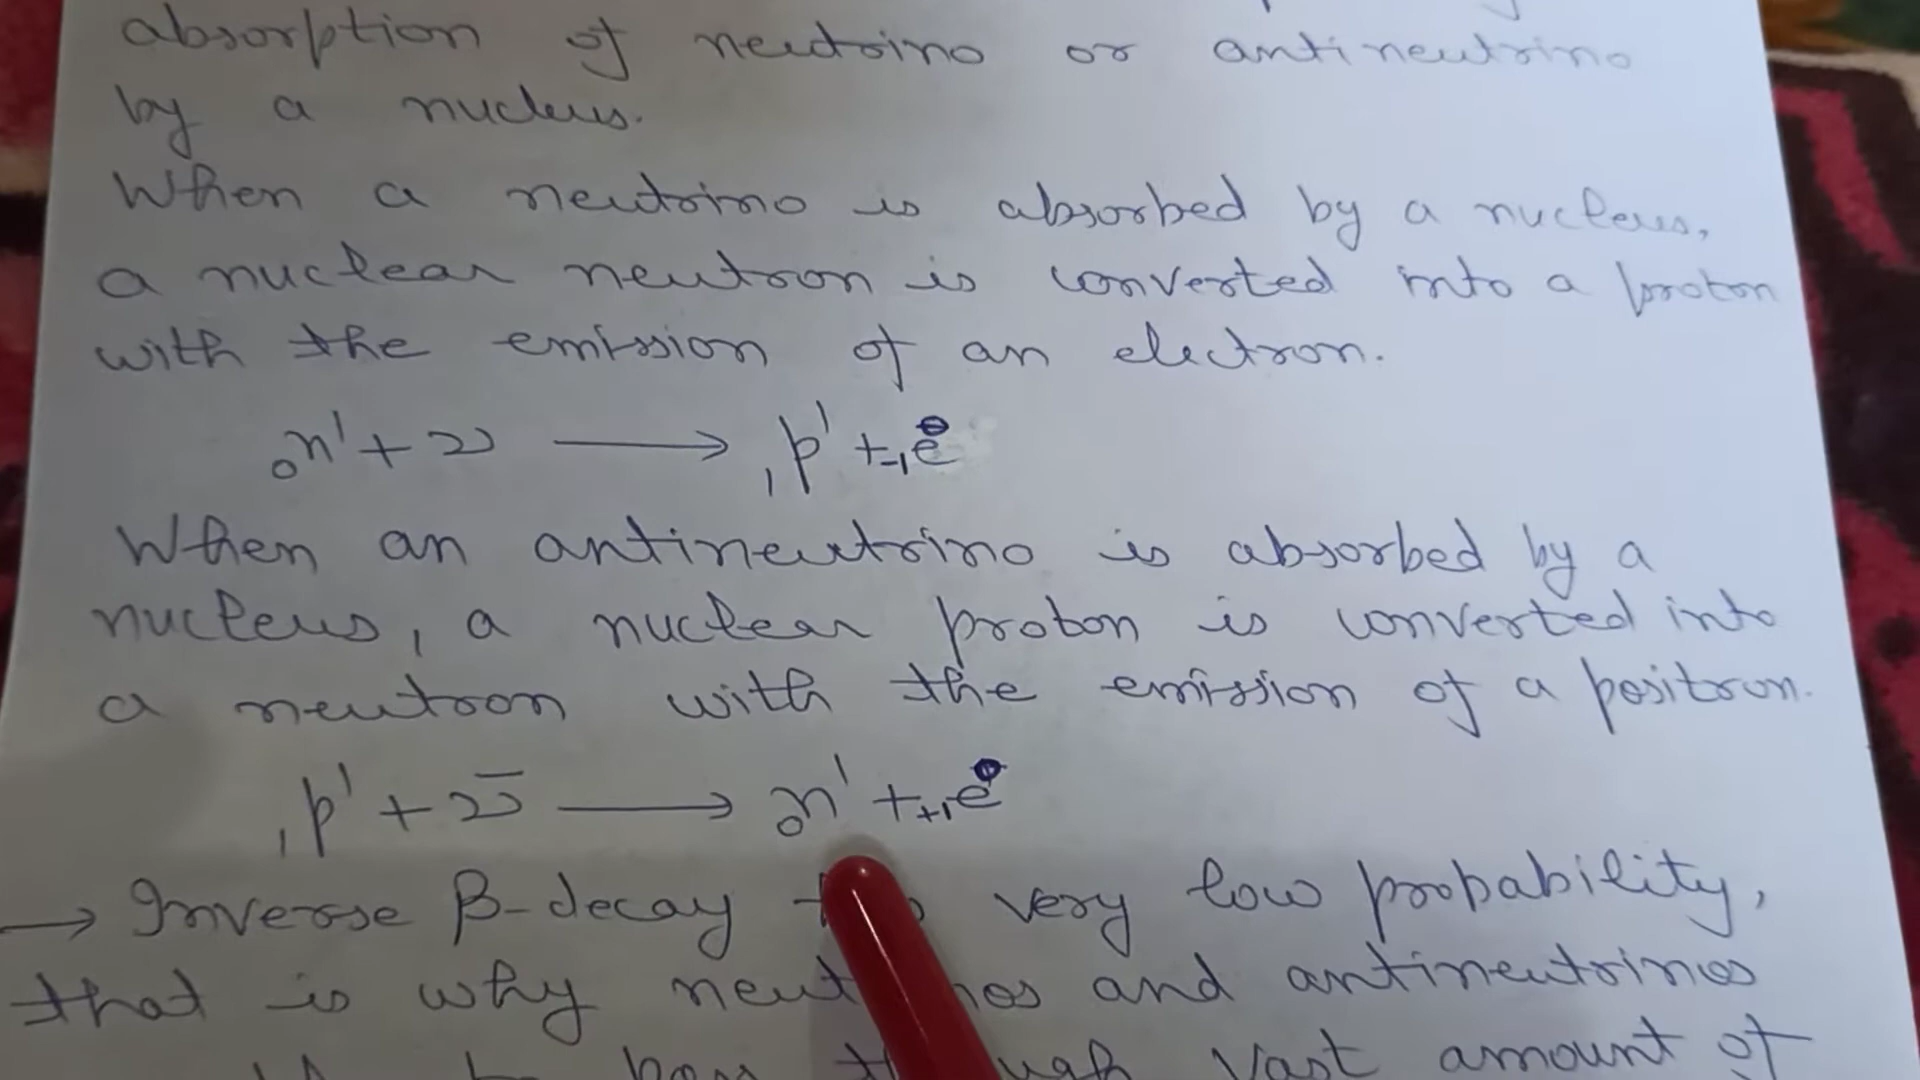 absorption of neutrino or antineutrino
by a nucleus.
When a neutrino is absorbed by a nucleus,
a nuclear neutron is converted into a proton
with the emission of an electron.
₀n¹ + ν ⟶ ₁p¹ + ₋₁e⁰
When an antineutrino is absorbed by a
nucleus, a nuclear proton is converted into
a neutron with the emission of a positron.
₁p¹ + ν̄ ⟶ ₀n¹ + ₊₁e⁰
→ Inverse β-decay very low probability,
that is why and antineutrinos
vast amount of